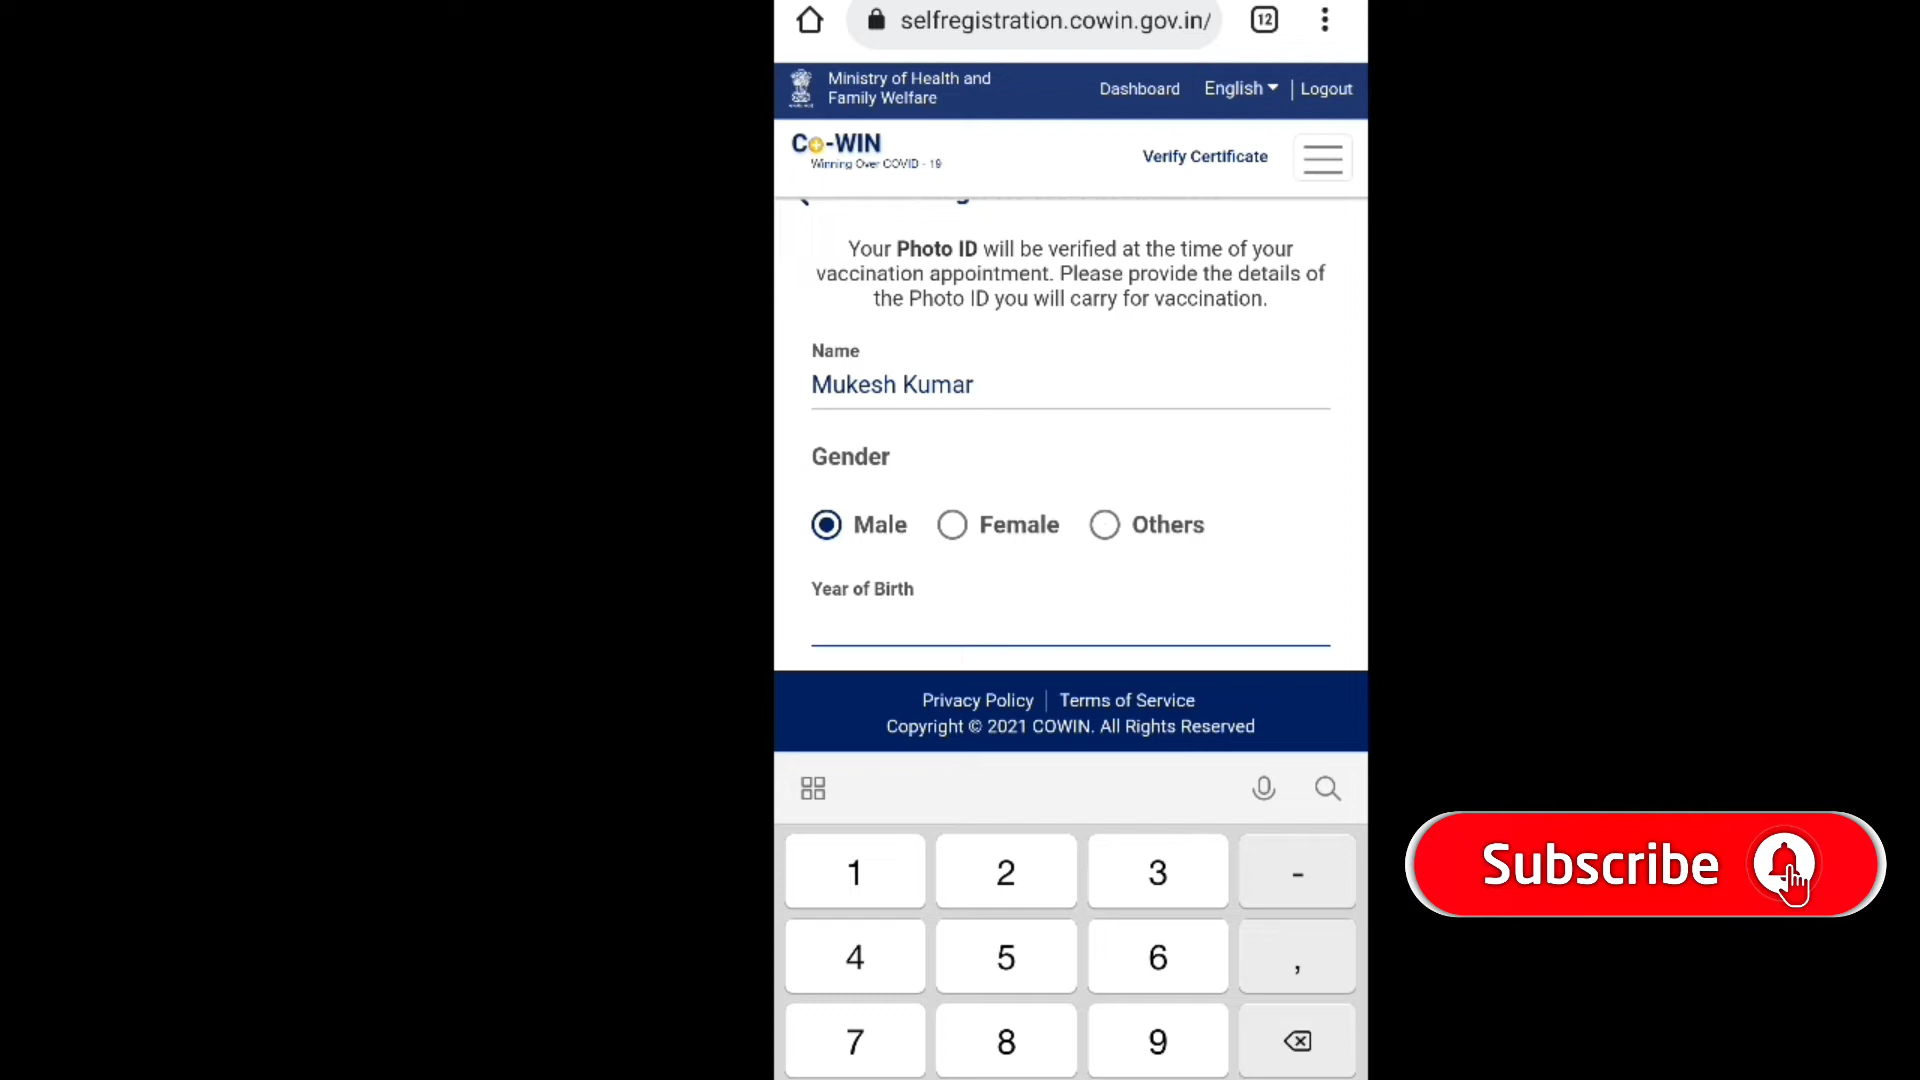 selfregistration.cowin.gov.in/
12
Ministry of Health and
Family Welfare
Dashboard
English
Logout
Co-WIN
Winning Over COVID - 19
Verify Certificate
Your Photo ID will be verified at the time of your
vaccination appointment. Please provide the details of
the Photo ID you will carry for vaccination.
Name
Mukesh Kumar
Gender
Male
Female
Others
Year of Birth
Privacy Policy | Terms of Service
Copyright © 2021 COWIN. All Rights Reserved
1 2 3 -
4 5 6 ,
7 8 9
Subscribe